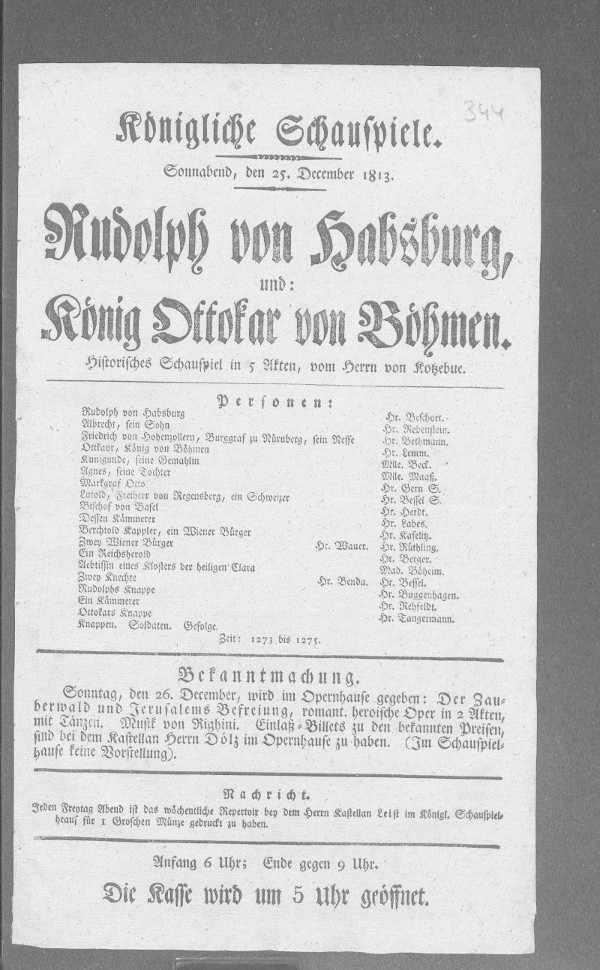 344
Königliche Schauspiele.
Sonnabend, den 25. December 1813.
Rudolph von Habsburg,
und:
König Ottokar von Böhmen.
Historisches Schauspiel in 5 Akten, vom Herrn von Kotzebue.
Personen:
Rudolph von Habsburg Hr. Beschort.
Albrecht, sein Sohn Hr. Rebenstein.
Friedrich von Hohenzollern, Burggraf zu Nürnberg, sein Neffe Hr. Bethmann.
Ottkaor, König von Böhmen Hr. Lemm.
Kunigunde, seine Gemahlin Mlle. Beck.
Agnes, seine Tochter Mlle. Maaß.
Markgraf Otto Hr. Gern S.
Lutold, Freiherr von Regensberg, ein Schweizer Hr. Bessel S.
Bischof von Basel Hr. Herdt.
Dessen Kämmerer Hr. Labes.
Berchtold Kappler, ein Wiener Bürger Hr. Kaselitz.
Zwey Wiener Bürger Hr. Wauer. Hr. Rüthling.
Ein Reichsherold Hr. Berger.
Aebtissin eines Klosters der heiligen Clara Mad. Böheim.
Zwey Knechte Hr. Benda. Hr. Bessel.
Rudolphs Knappe Hr. Buggenhagen.
Ein Kämmerer Hr. Rehfeldt.
Ottokars Knappe Hr. Tangermann.
Knappen. Soldaten. Gefolge.
Zeit: 1273 bis 1275.
Bekanntmachung.
Sonntag, den 26. December, wird im Opernhause gegeben: Der Zau-
berwald und Jerusalems Befreiung, romant. heroische Oper in 2 Akten,
mit Tänzen. Musik von Righini. Einlaß-Billets zu den bekannten Preisen,
sind bei dem Kastellan Herrn Dölz im Opernhause zu haben. (Im Schauspiel-
hause keine Vorstellung).
Nachricht.
Jeden Freytag Abend ist das wöchentliche Repertoir bey dem Herrn Kastellan Leist im Königl. Schauspiel-
heaus für 1 Groschen Münze gedruckt zu haben.
Anfang 6 Uhr; Ende gegen 9 Uhr.
Die Kasse wird um 5 Uhr geöffnet.